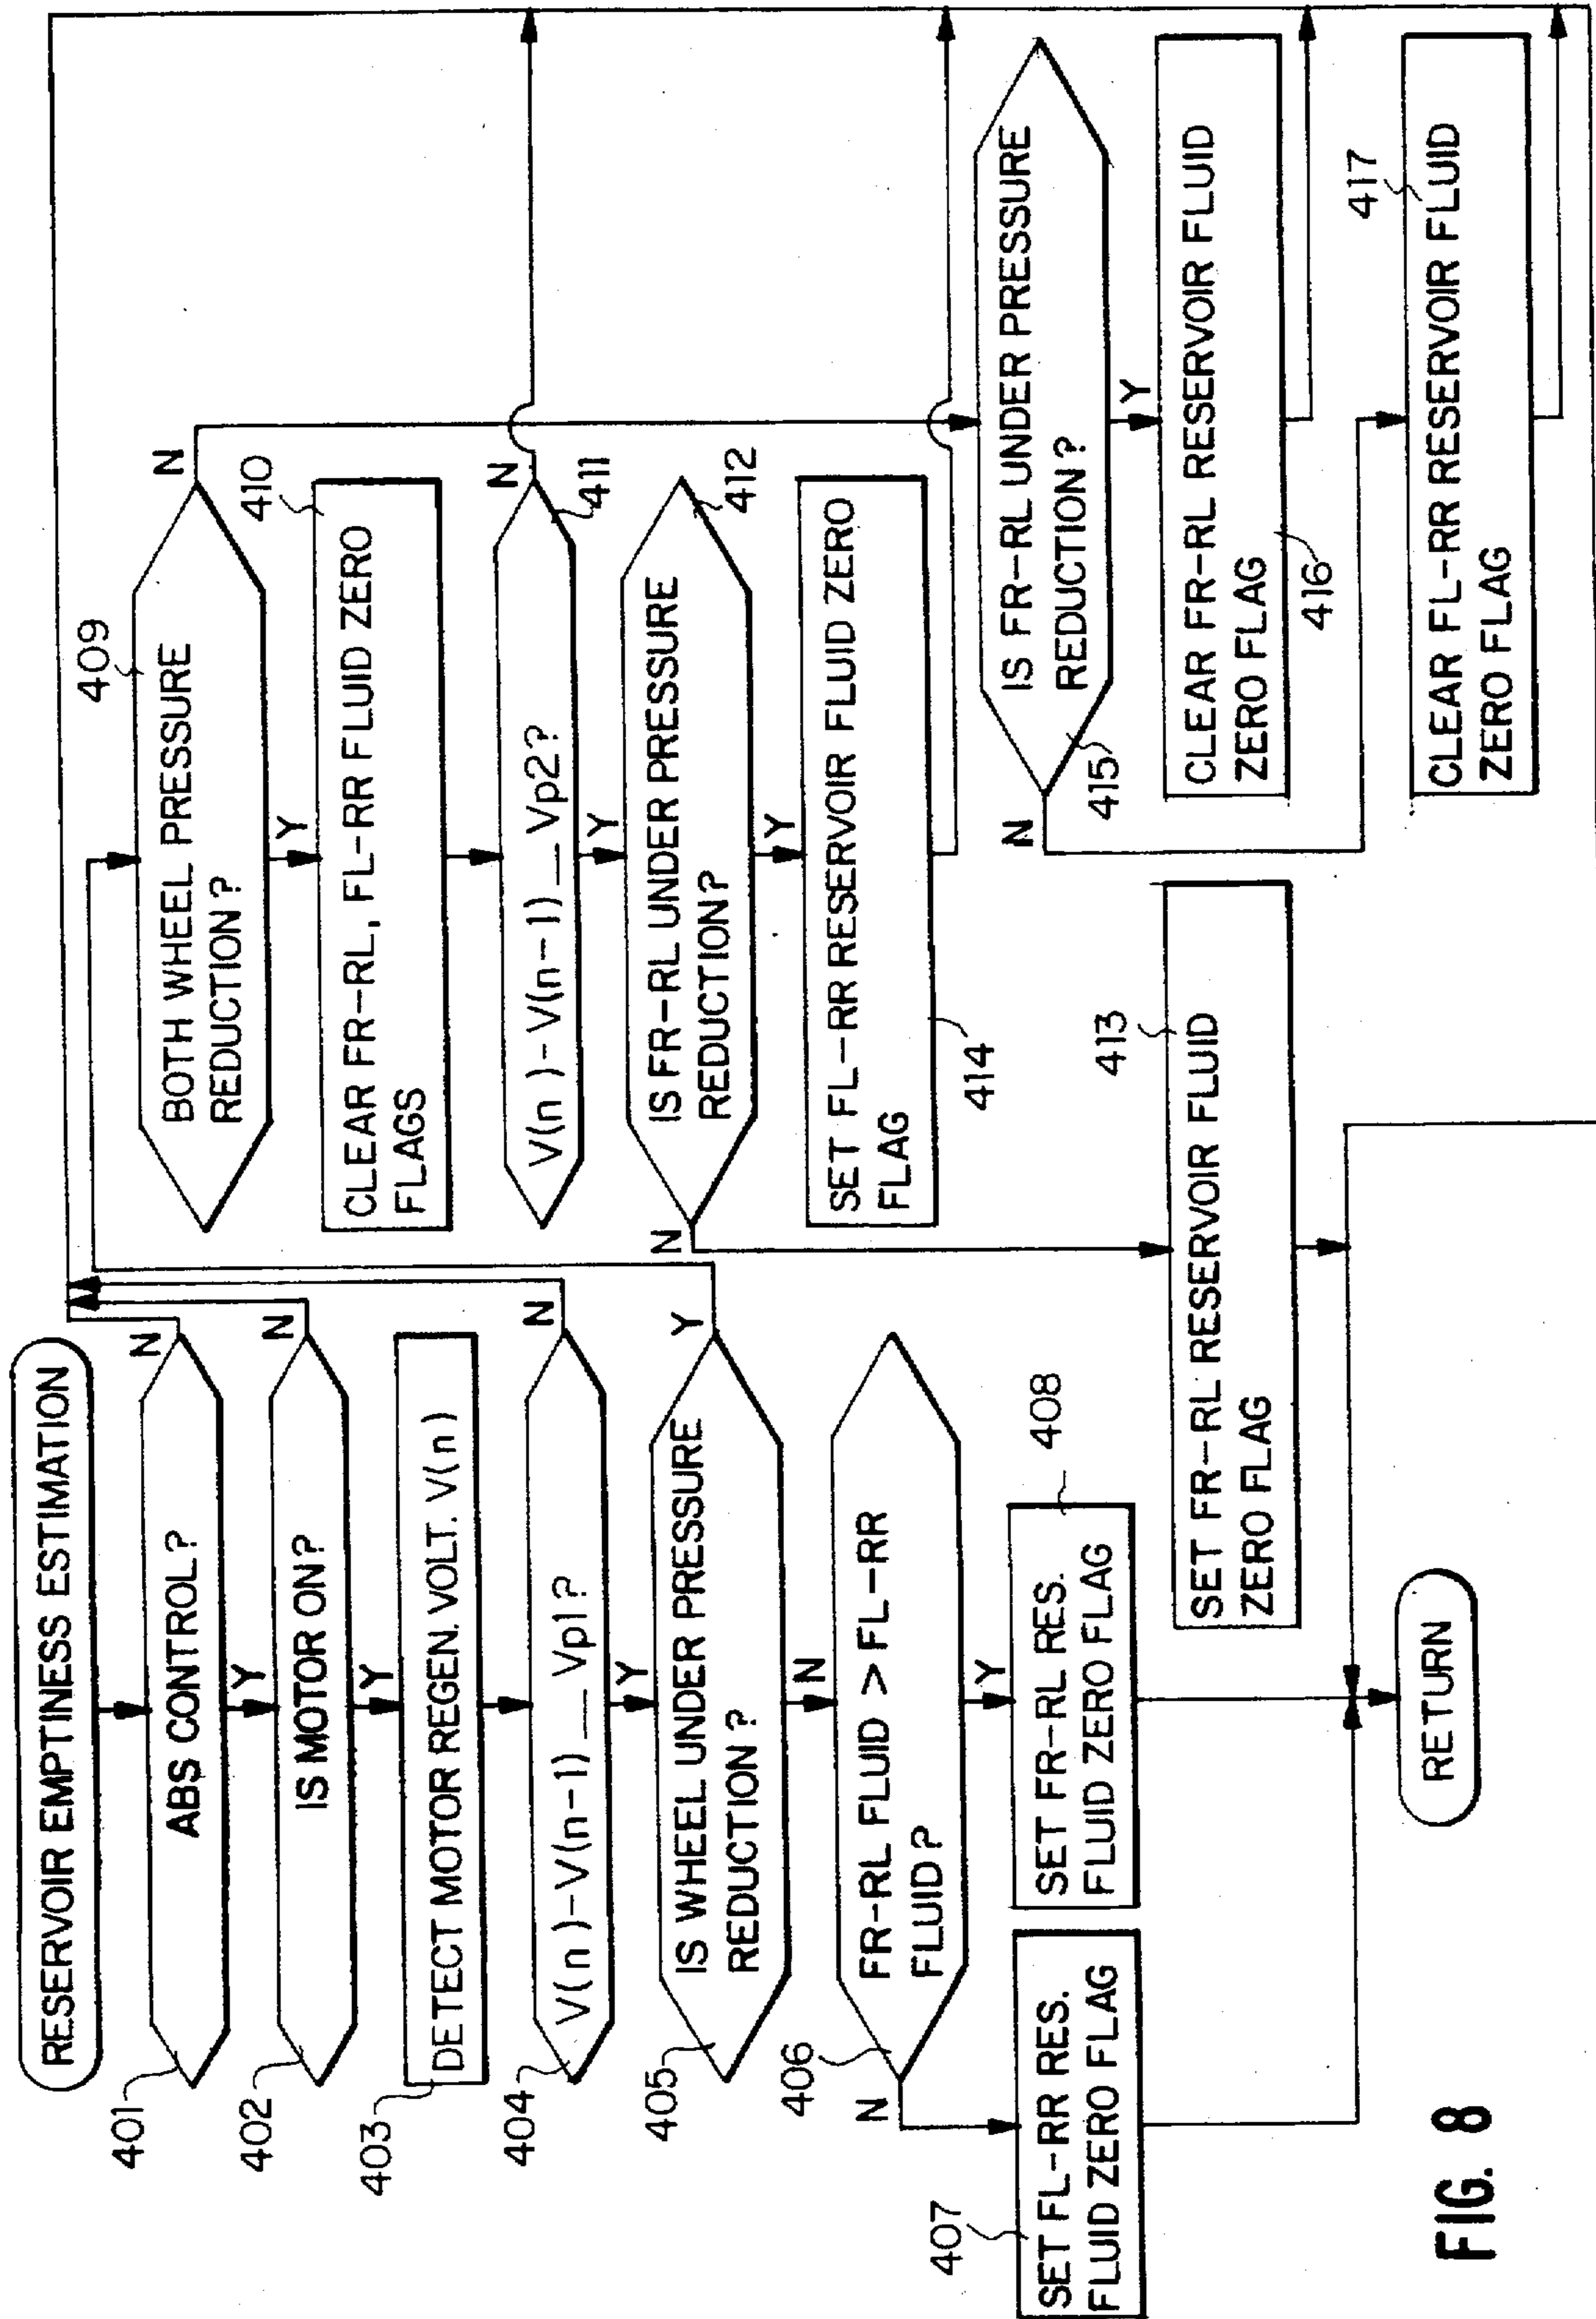 RESERVOIR EMPTINESS ESTIMATION
401
ABS CONTROL?
N
Y
402
IS MOTOR ON?
N
Y
403
DETECT MOTOR REGEN. VOLT. V(n)
404
V(n)-V(n-1) — Vp1?
N
Y
405
IS WHEEL UNDER PRESSURE
REDUCTION?
Y
N
406
FR-RL FLUID > FL-RR
FLUID?
N
Y
407
SET FL-RR RES.
FLUID ZERO FLAG
408
SET FR-RL RES.
FLUID ZERO FLAG
RETURN
409
BOTH WHEEL PRESSURE
REDUCTION?
N
Y
410
CLEAR FR-RL, FL-RR FLUID ZERO
FLAGS
411
V(n)-V(n-1) — Vp2?
N
Y
412
IS FR-RL UNDER PRESSURE
REDUCTION?
N
Y
SET FL-RR RESERVOIR FLUID ZERO
FLAG
414
413
SET FR-RL RESERVOIR FLUID
ZERO FLAG
IS FR-RL UNDER PRESSURE
REDUCTION?
415
N
Y
CLEAR FR-RL RESERVOIR FLUID
ZERO FLAG
416
417
CLEAR FL-RR RESERVOIR FLUID
ZERO FLAG
FIG. 8